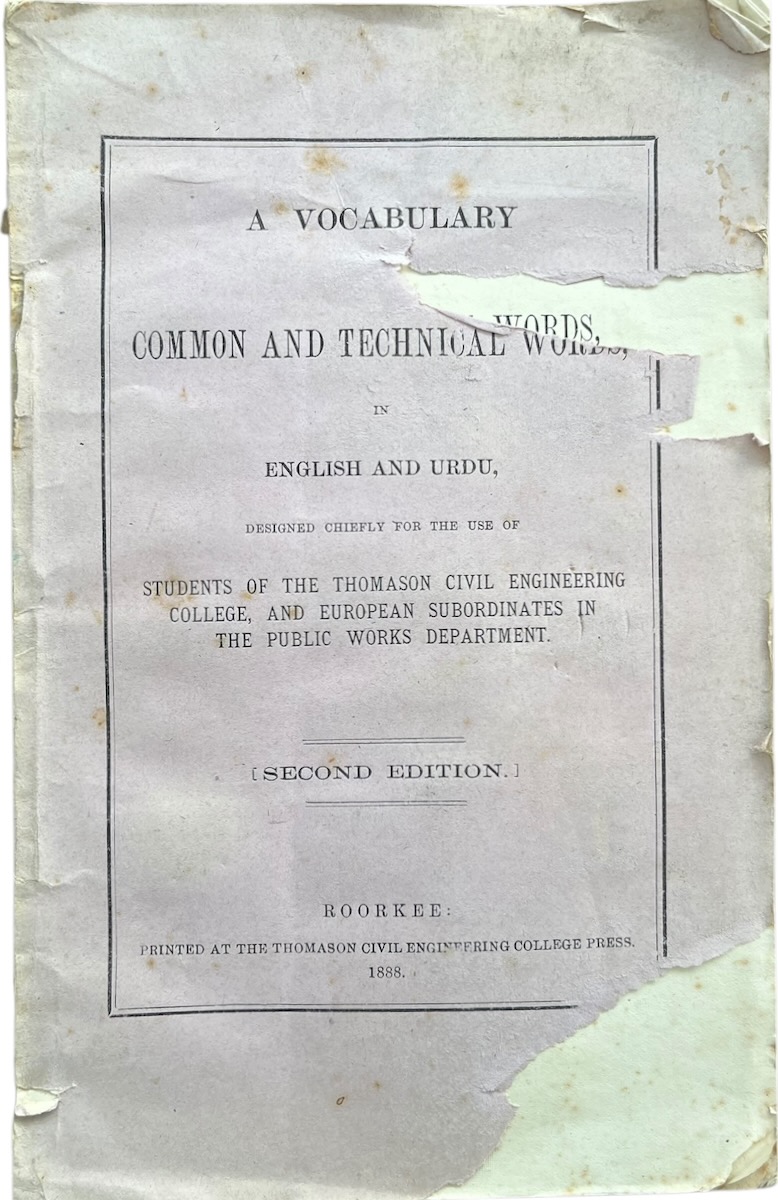 A VOCABULARY
COMMON AND TECHNICAL WORDS,
IN
ENGLISH AND URDU,
DESIGNED CHIEFLY FOR THE USE OF
STUDENTS OF THE THOMASON CIVIL ENGINEERING
COLLEGE, AND EUROPEAN SUBORDINATES IN
THE PUBLIC WORKS DEPARTMENT.
[SECOND EDITION.]
ROORKEE:
PRINTED AT THE THOMASON CIVIL ENGINEERING COLLEGE PRESS.
1888.